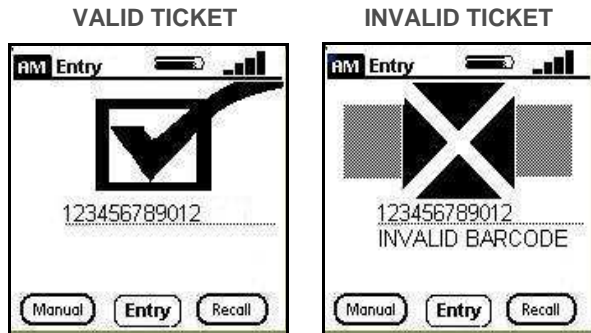 VALID TICKET
INVALID TICKET
AM Entry
123456789012
Manual Entry Recall
AM Entry
123456789012
INVALID BARCODE
Manual Entry Recall